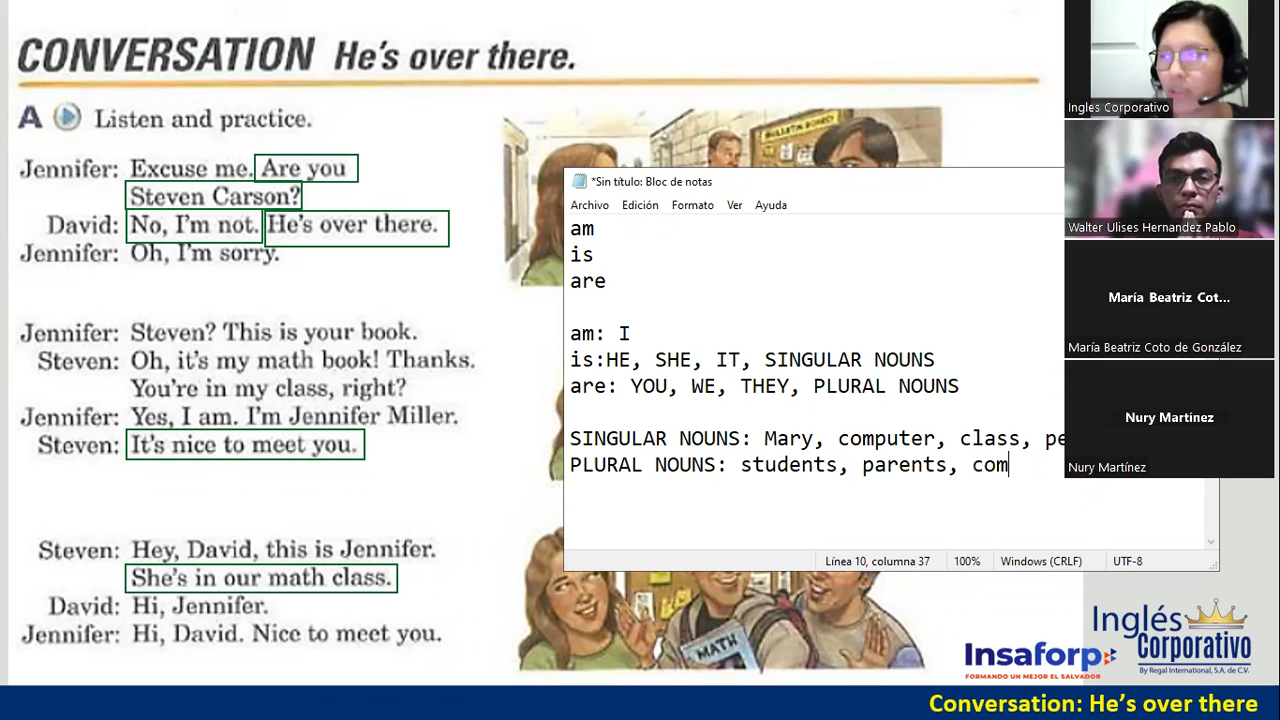 CONVERSATION He's over there.
A Listen and practice.
Jennifer: Excuse me. Are you
Steven Carson?
David: No, I'm not. He's over there.
Jennifer: Oh, I'm sorry.
Jennifer: Steven? This is your book.
Steven: Oh, it's my math book! Thanks.
You're in my class, right?
Jennifer: Yes, I am. I'm Jennifer Miller.
Steven: It's nice to meet you.
Steven: Hey, David, this is Jennifer.
She's in our math class.
David: Hi, Jennifer.
Jennifer: Hi, David. Nice to meet you.
BULLETIN BOARD
MATH
*Sin título: Bloc de notas
Archivo Edición Formato Ver Ayuda
am
is
are
am: I
is:HE, SHE, IT, SINGULAR NOUNS
are: YOU, WE, THEY, PLURAL NOUNS
SINGULAR NOUNS: Mary, computer, class, pe
PLURAL NOUNS: students, parents, com
Línea 10, columna 37 100% Windows (CRLF) UTF-8
Ingles Corporativo
Walter Ulises Hernandez Pablo
María Beatriz Cot...
María Beatriz Coto de González
Nury Martínez
Nury Martínez
Insaforp
FORMANDO UN MEJOR EL SALVADOR
Inglés
Corporativo
By Regal International, S.A. de C.V.
Conversation: He's over there